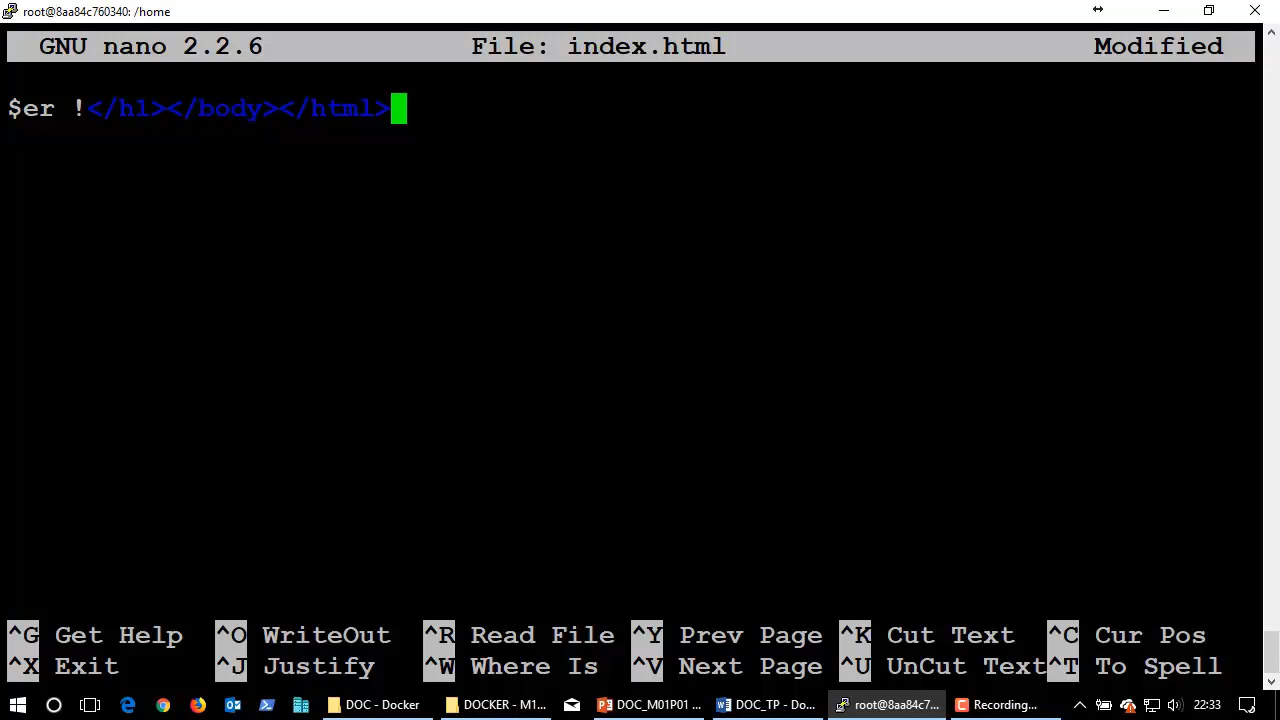 root@8aa84c760340: /home
GNU nano 2.2.6 File: index.html Modified
$er !</h1></body></html>
^G Get Help ^O WriteOut ^R Read File ^Y Prev Page ^K Cut Text ^C Cur Pos
^X Exit ^J Justify ^W Where Is ^V Next Page ^U UnCut Text ^T To Spell
DOC - Docker DOCKER - M1... DOC_M01P01 ... DOC_TP - Do... root@8aa84c7... Recording... 22:33